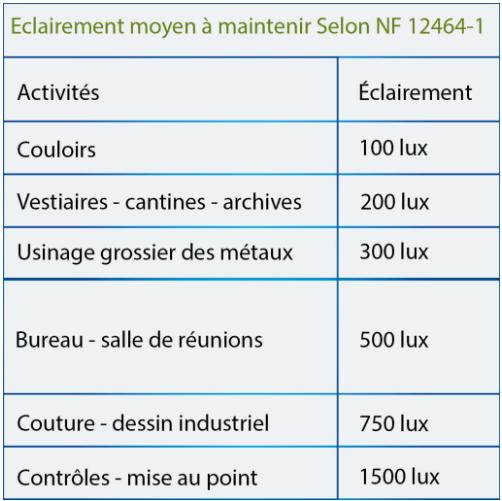 Eclairement moyen à maintenir Selon NF 12464-1
Activités Éclairement
Couloirs 100 lux
Vestiaires - cantines - archives 200 lux
Usinage grossier des métaux 300 lux
Bureau - salle de réunions 500 lux
Couture - dessin industriel 750 lux
Contrôles - mise au point 1500 lux